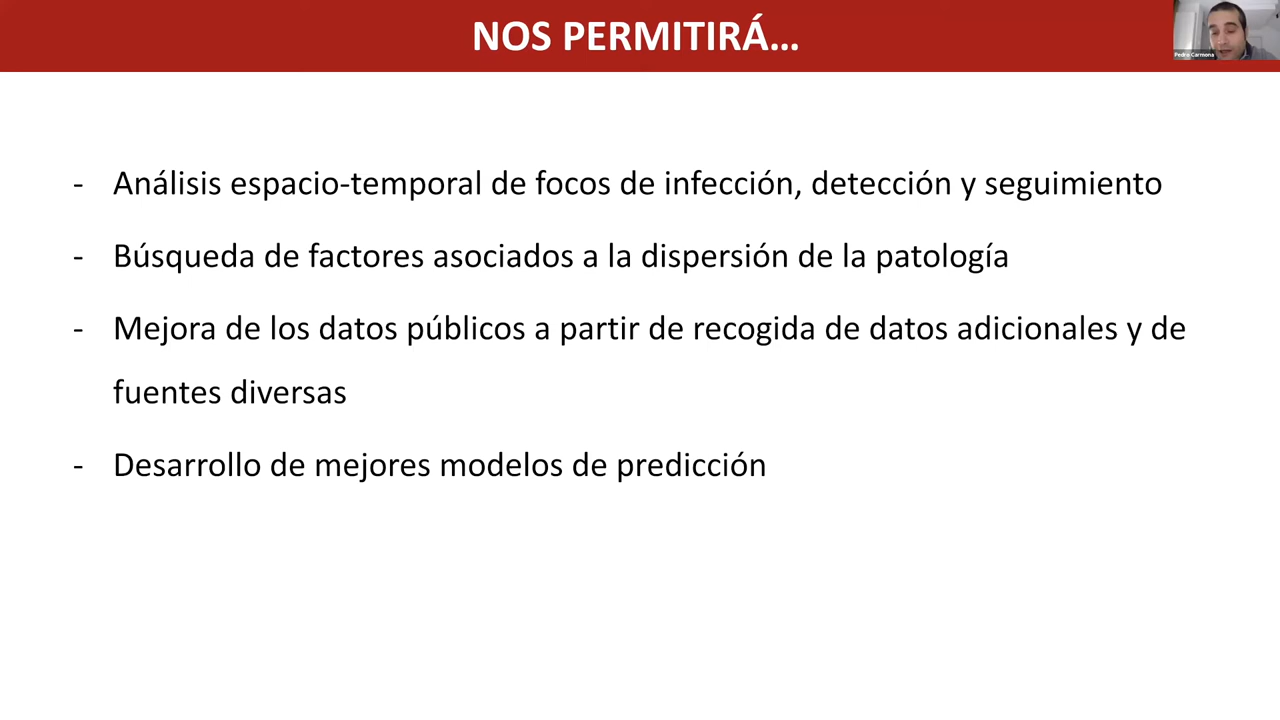 NOS PERMITIRÁ...
Pedro Carmona
- Análisis espacio-temporal de focos de infección, detección y seguimiento
- Búsqueda de factores asociados a la dispersión de la patología
- Mejora de los datos públicos a partir de recogida de datos adicionales y de
fuentes diversas
- Desarrollo de mejores modelos de predicción